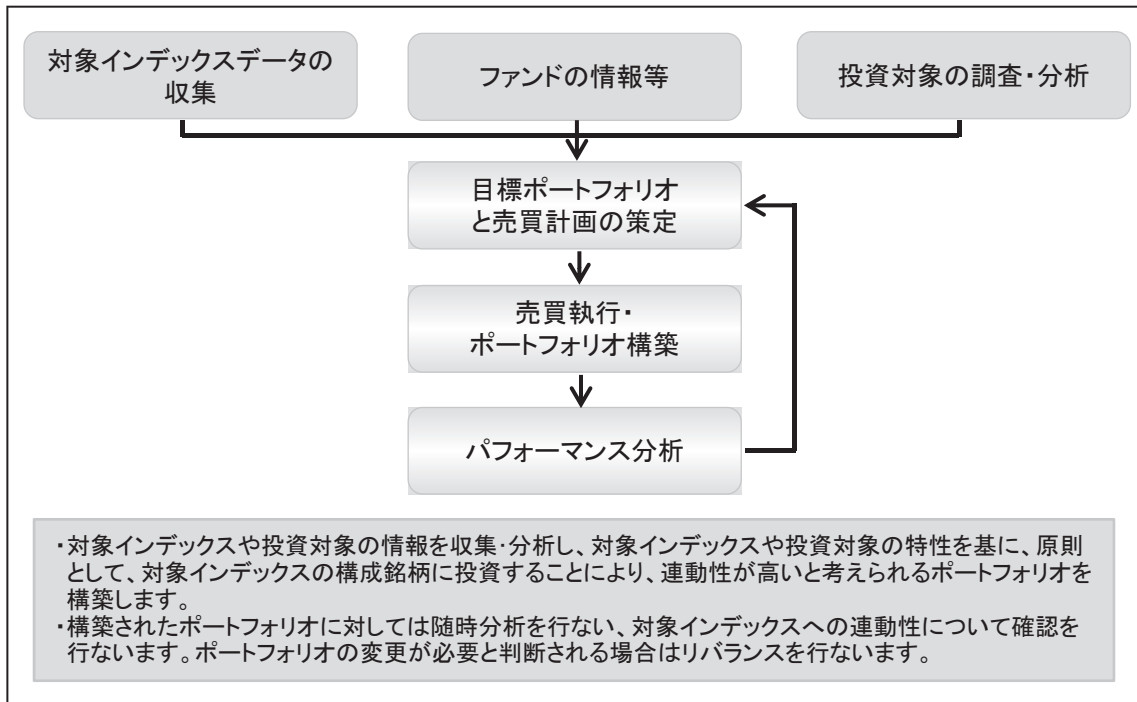 対象インデックスデータの
収集
ファンドの情報等
投資対象の調査・分析
目標ポートフォリオ
と売買計画の策定
売買執行・
ポートフォリオ構築
パフォーマンス分析
・対象インデックスや投資対象の情報を収集・分析し、対象インデックスや投資対象の特性を基に、原則
として、対象インデックスの構成銘柄に投資することにより、連動性が高いと考えられるポートフォリオを
構築します。
・構築されたポートフォリオに対しては随時分析を行ない、対象インデックスへの連動性について確認を
行ないます。ポートフォリオの変更が必要と判断される場合はリバランスを行ないます。